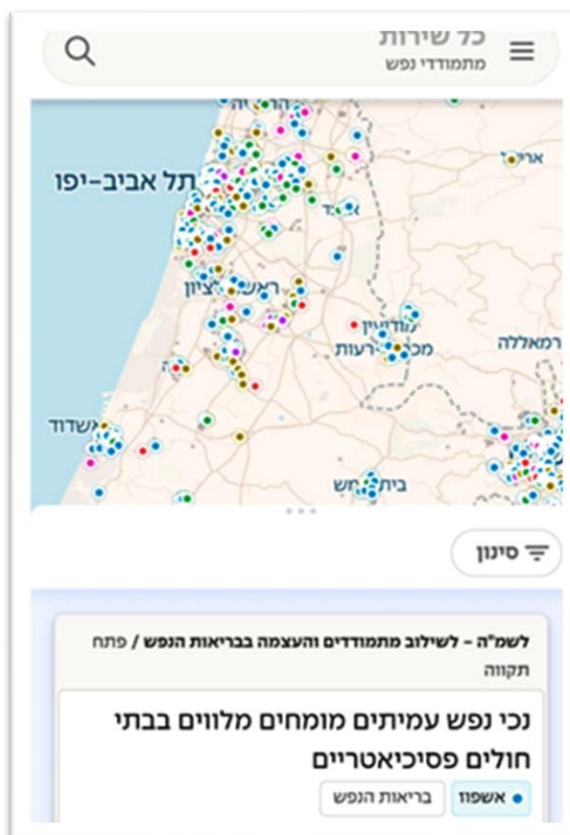 כל שירות
מתמודדי נפש
תל אביב-יפו
מודיעין
רמאללה
אשדוד
סינון
לשמ"ה - לשילוב מתמודדים והעצמה בבריאות הנפש / פתח
תקווה
נכי נפש עמיתים מומחים מלווים בבתי
חולים פסיכיאטריים
אשפוז
בריאות הנפש